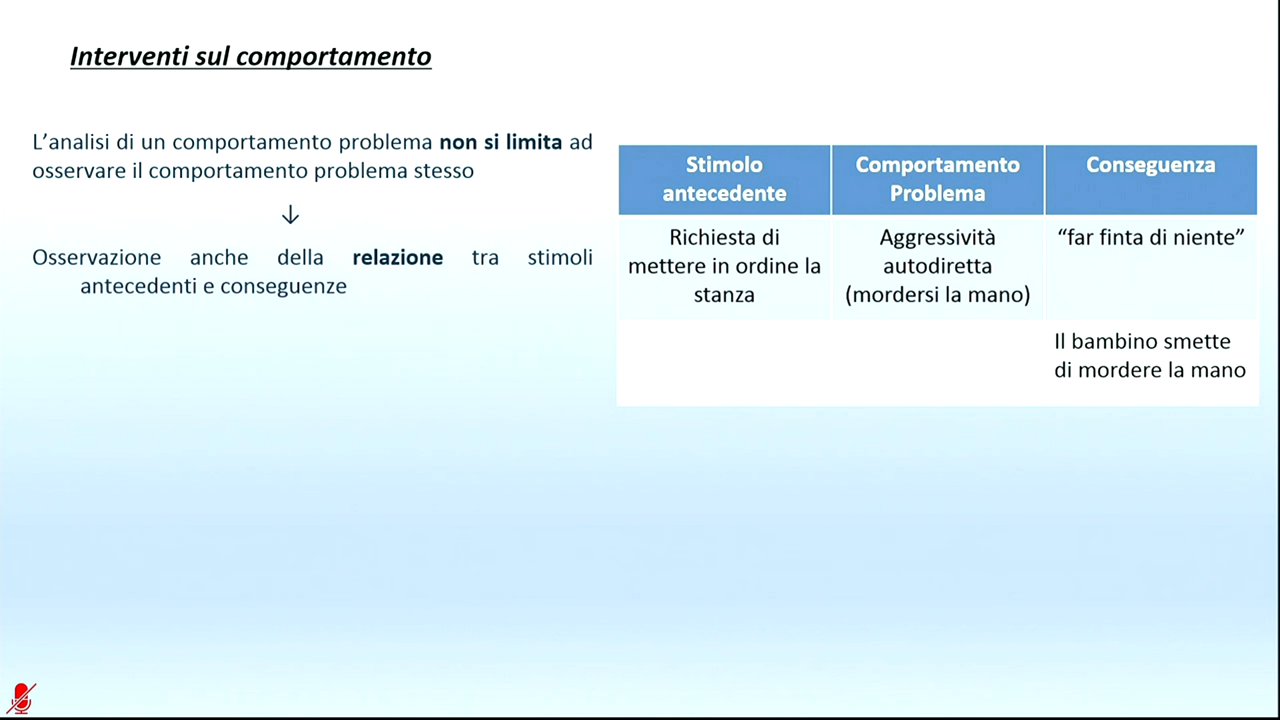 Interventi sul comportamento
L’analisi di un comportamento problema non si limita ad
osservare il comportamento problema stesso
↓
Osservazione anche della relazione tra stimoli
antecedenti e conseguenze
Stimolo
antecedente
Comportamento
Problema
Conseguenza
Richiesta di
mettere in ordine la
stanza
Aggressività
autodiretta
(mordersi la mano)
“far finta di niente”
Il bambino smette
di mordere la mano